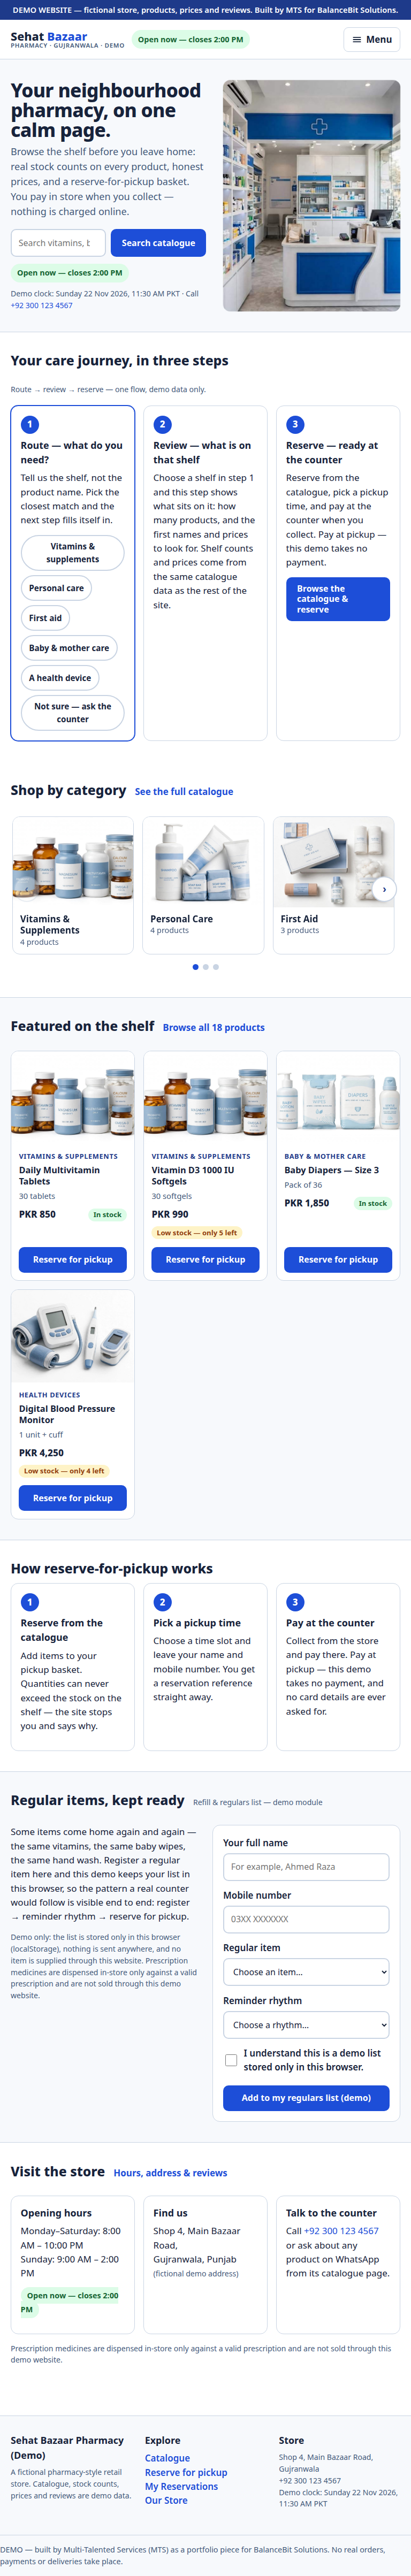 DEMO WEBSITE — fictional store, products, prices and reviews. Built by MTS for BalanceBit Solutions.
Sehat Bazaar
PHARMACY · GUJRANWALA · DEMO
Open now — closes 2:00 PM
Menu
Your neighbourhood
pharmacy, on one
calm page.
Browse the shelf before you leave home:
real stock counts on every product, honest
prices, and a reserve-for-pickup basket.
You pay in store when you collect —
nothing is charged online.
Search vitamins, t
Search catalogue
Open now — closes 2:00 PM
Demo clock: Sunday 22 Nov 2026, 11:30 AM PKT · Call
+92 300 123 4567
Your care journey, in three steps
Route → review → reserve — one flow, demo data only.
1
Route — what do you
need?
Tell us the shelf, not the
product name. Pick the
closest match and the
next step fills itself in.
Vitamins &
supplements
Personal care
First aid
Baby & mother care
A health device
Not sure — ask the
counter
2
Review — what is on
that shelf
Choose a shelf in step 1
and this step shows
what sits on it: how
many products, and the
first names and prices
to look for. Shelf counts
and prices come from
the same catalogue
data as the rest of the
site.
3
Reserve — ready at
the counter
Reserve from the
catalogue, pick a pickup
time, and pay at the
counter when you
collect. Pay at pickup —
this demo takes no
payment.
Browse the
catalogue &
reserve
Shop by category
See the full catalogue
Vitamins &
Supplements
4 products
Personal Care
4 products
First Aid
3 products
›
Featured on the shelf
Browse all 18 products
VITAMINS & SUPPLEMENTS
Daily Multivitamin
Tablets
30 tablets
PKR 850
In stock
Reserve for pickup
VITAMINS & SUPPLEMENTS
Vitamin D3 1000 IU
Softgels
30 softgels
PKR 990
Low stock — only 5 left
Reserve for pickup
BABY & MOTHER CARE
Baby Diapers — Size 3
Pack of 36
PKR 1,850
In stock
Reserve for pickup
HEALTH DEVICES
Digital Blood Pressure
Monitor
1 unit + cuff
PKR 4,250
Low stock — only 4 left
Reserve for pickup
How reserve-for-pickup works
1
Reserve from the
catalogue
Add items to your
pickup basket.
Quantities can never
exceed the stock on the
shelf — the site stops
you and says why.
2
Pick a pickup time
Choose a time slot and
leave your name and
mobile number. You get
a reservation reference
straight away.
3
Pay at the counter
Collect from the store
and pay there. Pay at
pickup — this demo
takes no payment, and
no card details are ever
asked for.
Regular items, kept ready
Refill & regulars list — demo module
Some items come home again and again —
the same vitamins, the same baby wipes,
the same hand wash. Register a regular
item here and this demo keeps your list in
this browser, so the pattern a real counter
would follow is visible end to end: register
→ reminder rhythm → reserve for pickup.
Demo only: the list is stored only in this browser
(localStorage), nothing is sent anywhere, and no
item is supplied through this website. Prescription
medicines are dispensed in-store only against a valid
prescription and are not sold through this demo
website.
Your full name
For example, Ahmed Raza
Mobile number
03XX XXXXXXX
Regular item
Choose an item...
Reminder rhythm
Choose a rhythm...
I understand this is a demo list
stored only in this browser.
Add to my regulars list (demo)
Visit the store
Hours, address & reviews
Opening hours
Monday–Saturday: 8:00
AM – 10:00 PM
Sunday: 9:00 AM – 2:00
PM
Open now — closes 2:00
PM
Find us
Shop 4, Main Bazaar
Road,
Gujranwala, Punjab
(fictional demo address)
Talk to the counter
Call +92 300 123 4567
or ask about any
product on WhatsApp
from its catalogue page.
Prescription medicines are dispensed in-store only against a valid prescription and are not sold through this
demo website.
Sehat Bazaar Pharmacy
(Demo)
A fictional pharmacy-style retail
store. Catalogue, stock counts,
prices and reviews are demo data.
Explore
Catalogue
Reserve for pickup
My Reservations
Our Store
Store
Shop 4, Main Bazaar Road,
Gujranwala
+92 300 123 4567
Demo clock: Sunday 22 Nov 2026,
11:30 AM PKT
DEMO — built by Multi-Talented Services (MTS) as a portfolio piece for BalanceBit Solutions. No real orders,
payments or deliveries take place.